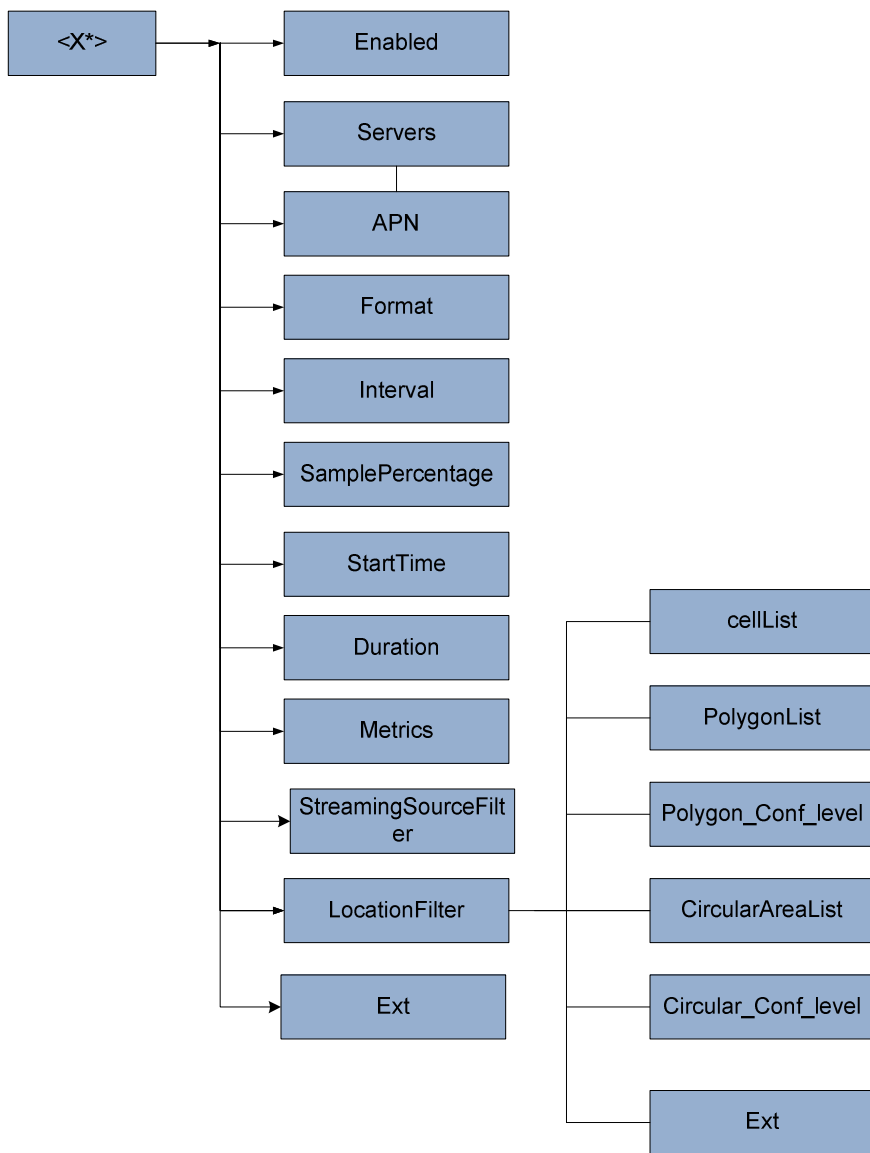 <X*>
Enabled
Servers
APN
Format
Interval
SamplePercentage
StartTime
Duration
Metrics
StreamingSourceFilt
er
LocationFilter
Ext
cellList
PolygonList
Polygon_Conf_level
CircularAreaList
Circular_Conf_level
Ext